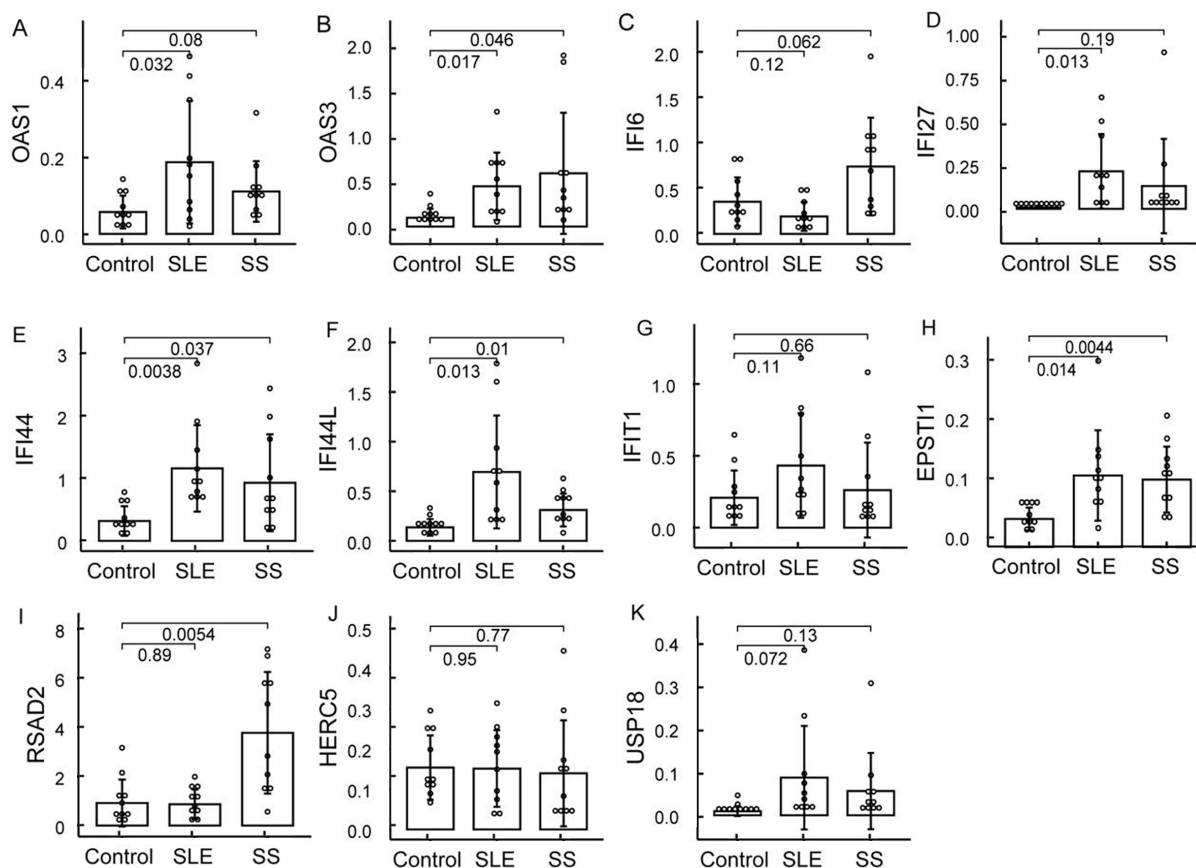 A
OAS1
0.08
0.032
0.4
0.2
0.0
Control SLE SS
B
OAS3
0.046
0.017
2.0
1.5
1.0
0.5
0.0
Control SLE SS
C
IFI6
0.062
0.12
2.0
1.5
1.0
0.5
0.0
Control SLE SS
D
IFI27
0.19
0.013
1.00
0.75
0.50
0.25
0.00
Control SLE SS
E
IFI44
0.037
0.0038
3
2
1
0
Control SLE SS
F
IFI44L
0.01
0.013
2.0
1.5
1.0
0.5
0.0
Control SLE SS
G
IFIT1
0.66
0.11
1.0
0.5
0.0
Control SLE SS
H
EPSTI1
0.0044
0.014
0.3
0.2
0.1
0.0
Control SLE SS
I
RSAD2
0.0054
0.89
8
6
4
2
0
Control SLE SS
J
HERC5
0.77
0.95
0.5
0.4
0.3
0.2
0.1
0.0
Control SLE SS
K
USP18
0.13
0.072
0.4
0.3
0.2
0.1
0.0
Control SLE SS